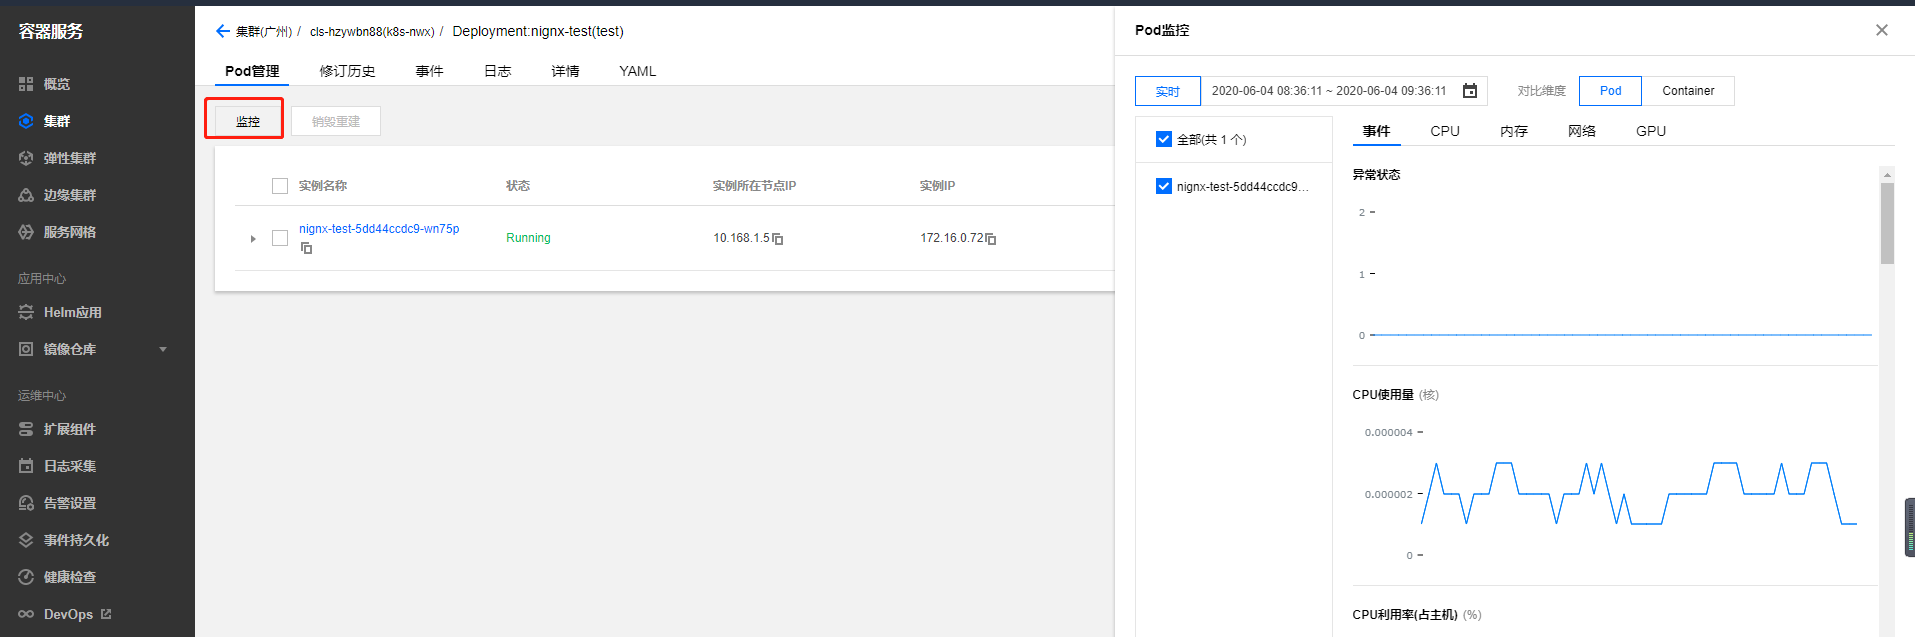 容器服务
概览
集群
弹性集群
边缘集群
服务网格
应用中心
Helm应用
镜像仓库
运维中心
扩展组件
日志采集
告警设置
事件持久化
健康检查
DevOps
集群(广州) / cls-hzywbn88(k8s-nwx) / Deployment:nignx-test(test)
Pod管理 修订历史 事件 日志 详情 YAML
监控 销毁重建
实例名称 状态 实例所在节点IP 实例IP
nignx-test-5dd44ccdc9-wn75p Running 10.168.1.5 172.16.0.72
Pod监控
实时 2020-06-04 08:36:11 ~ 2020-06-04 09:36:11 对比维度 Pod Container
全部(共 1 个)
nignx-test-5dd44ccdc9...
事件 CPU 内存 网络 GPU
异常状态
2
1
0
CPU使用量 (核)
0.000004
0.000002
0
CPU利用率(占主机) (%)